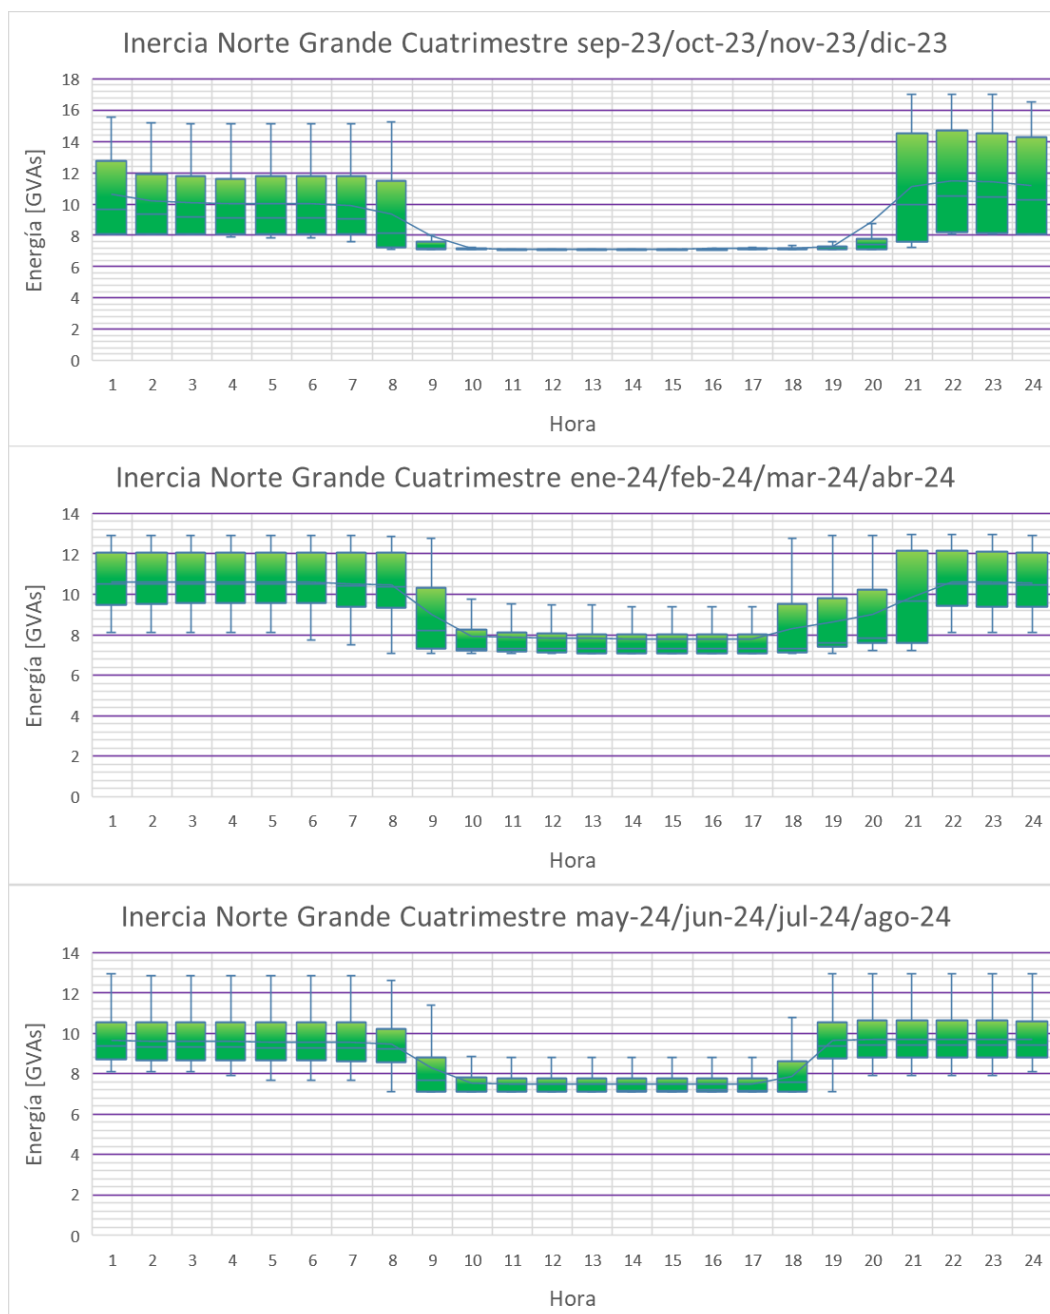 Inercia Norte Grande Cuatrimestre sep-23/oct-23/nov-23/dic-23
Energía [GVAs]
18
16
14
12
10
8
6
4
2
0
1 2 3 4 5 6 7 8 9 10 11 12 13 14 15 16 17 18 19 20 21 22 23 24
Hora
Inercia Norte Grande Cuatrimestre ene-24/feb-24/mar-24/abr-24
Energía [GVAs]
14
12
10
8
6
4
2
0
1 2 3 4 5 6 7 8 9 10 11 12 13 14 15 16 17 18 19 20 21 22 23 24
Hora
Inercia Norte Grande Cuatrimestre may-24/jun-24/jul-24/ago-24
Energía [GVAs]
14
12
10
8
6
4
2
0
1 2 3 4 5 6 7 8 9 10 11 12 13 14 15 16 17 18 19 20 21 22 23 24
Hora